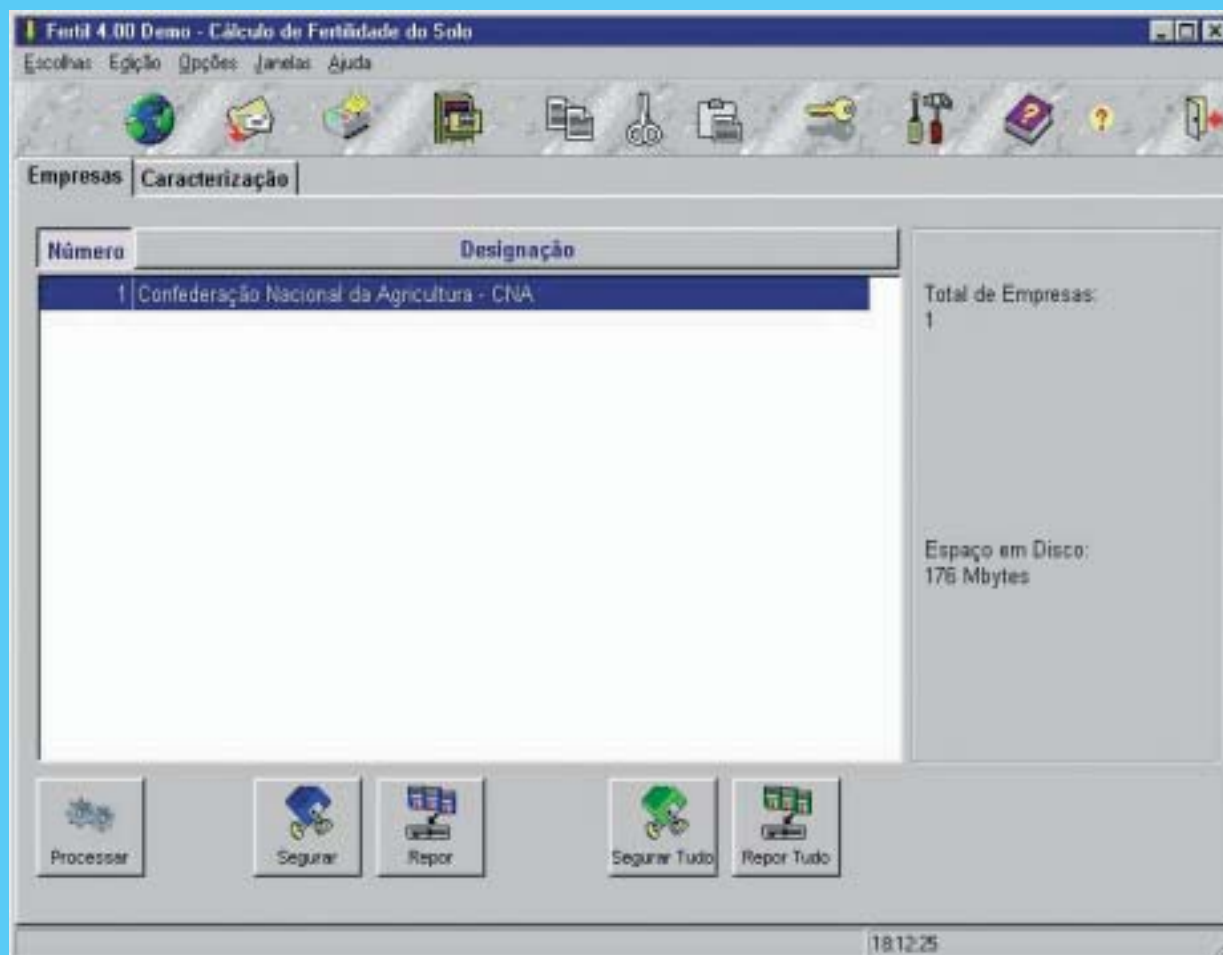 Fertil 4.00 Demo - Cálculo de Fertilidade do Solo
Escolhas Edição Opções Janelas Ajuda
Empresas Caracterização
Número Designação
1 Confederação Nacional da Agricultura - CNA
Total de Empresas:
1
Espaço em Disco:
176 Mbytes
Processar Segurar Repor Segurar Tudo Repor Tudo
18:12:25